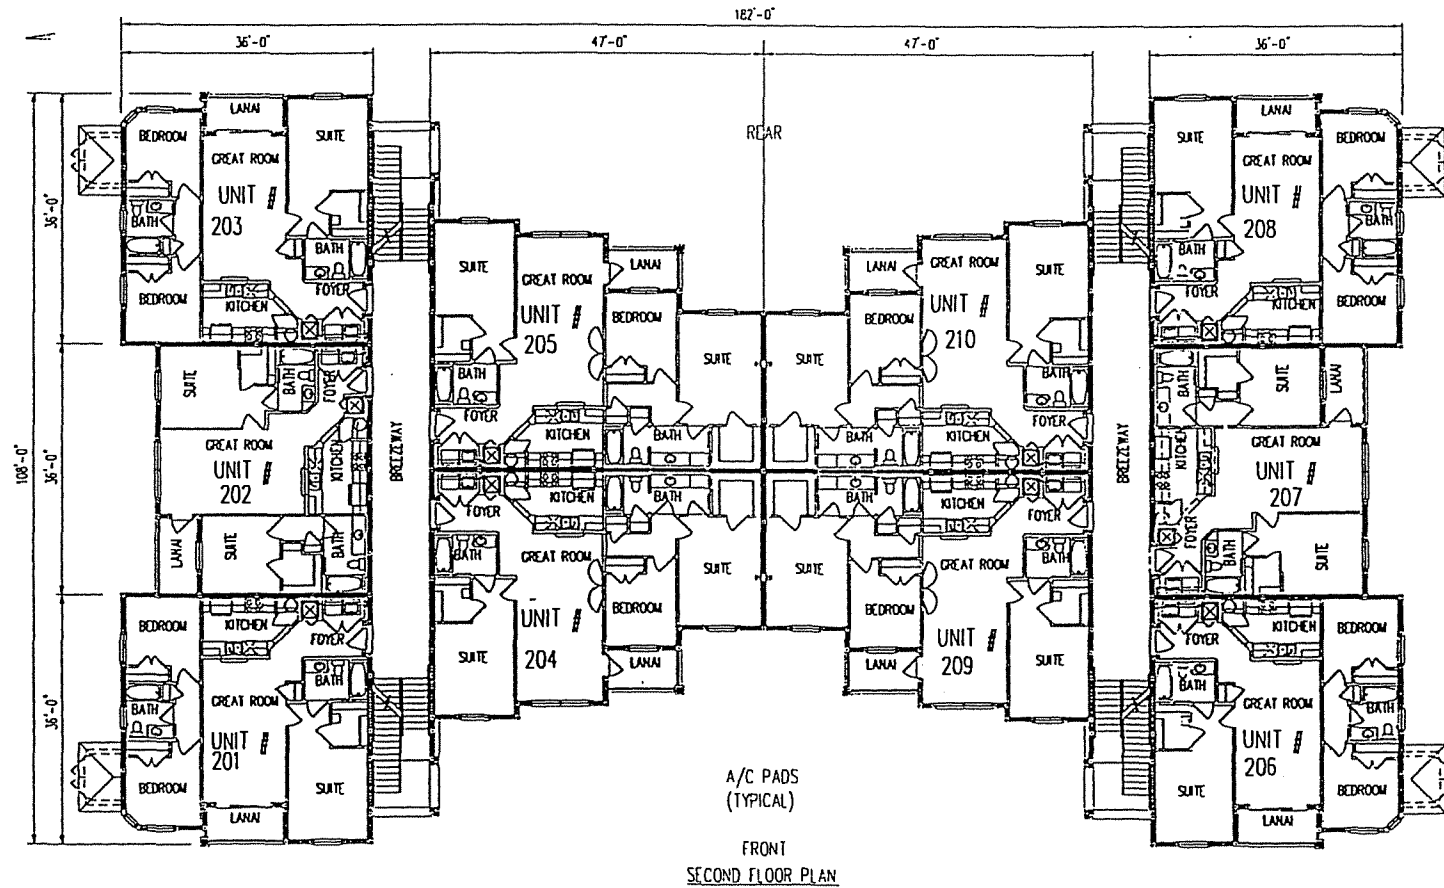 182'-0"
36'-0"
47'-0"
47'-0"
36'-0"
108'-0"
36'-0"
36'-0"
36'-0"
REAR
BEDROOM
LANAI
SUITE
GREAT ROOM
UNIT #
203
BATH
BATH
BEDROOM
FOYER
KITCHEN
SUITE
BATH
FOYER
GREAT ROOM
UNIT #
202
KITCHEN
LANAI
SUITE
BATH
BEDROOM
KITCHEN
FOYER
BATH
GREAT ROOM
BATH
UNIT #
201
BEDROOM
SUITE
LANAI
BREEZEWAY
SUITE
GREAT ROOM
LANAI
UNIT #
205
BEDROOM
SUITE
BATH
FOYER
KITCHEN
BATH
FOYER
KITCHEN
BATH
BATH
GREAT ROOM
SUITE
UNIT #
204
BEDROOM
SUITE
LANAI
LANAI
GREAT ROOM
SUITE
UNIT #
210
BEDROOM
SUITE
BATH
FOYER
KITCHEN
BATH
BATH
KITCHEN
FOYER
BATH
GREAT ROOM
SUITE
BEDROOM
UNIT #
209
LANAI
SUITE
BREEZEWAY
SUITE
LANAI
BEDROOM
GREAT ROOM
UNIT #
208
BATH
BATH
FOYER
KITCHEN
BEDROOM
BATH
SUITE
LANAI
KITCHEN
GREAT ROOM
UNIT #
207
FOYER
BATH
SUITE
FOYER
KITCHEN
BEDROOM
BATH
GREAT ROOM
BATH
UNIT #
206
SUITE
BEDROOM
LANAI
A/C PADS
(TYPICAL)
FRONT
SECOND FLOOR PLAN